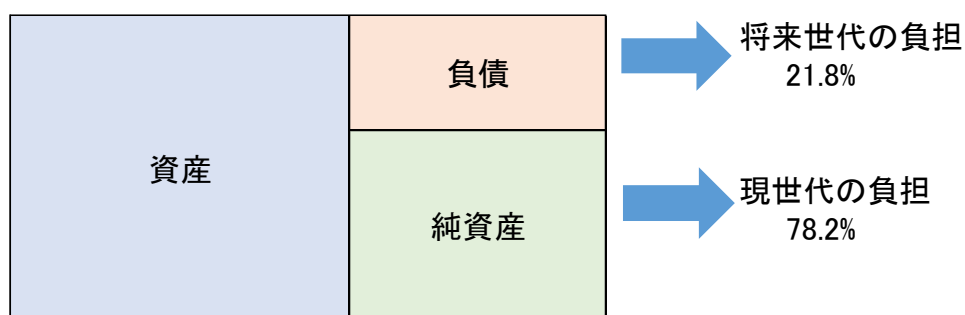 資産
負債
純資産
将来世代の負担
21.8%
現世代の負担
78.2%